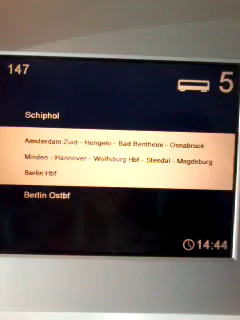 147
5
Schiphol
Amsterdam Zuid - Hengelo - Bad Bentheim - Osnabrück
Minden - Hannover - Wolfsburg Hbf - Stendal - Magdeburg
Berlin Hbf
Berlin Ostbf
14:44